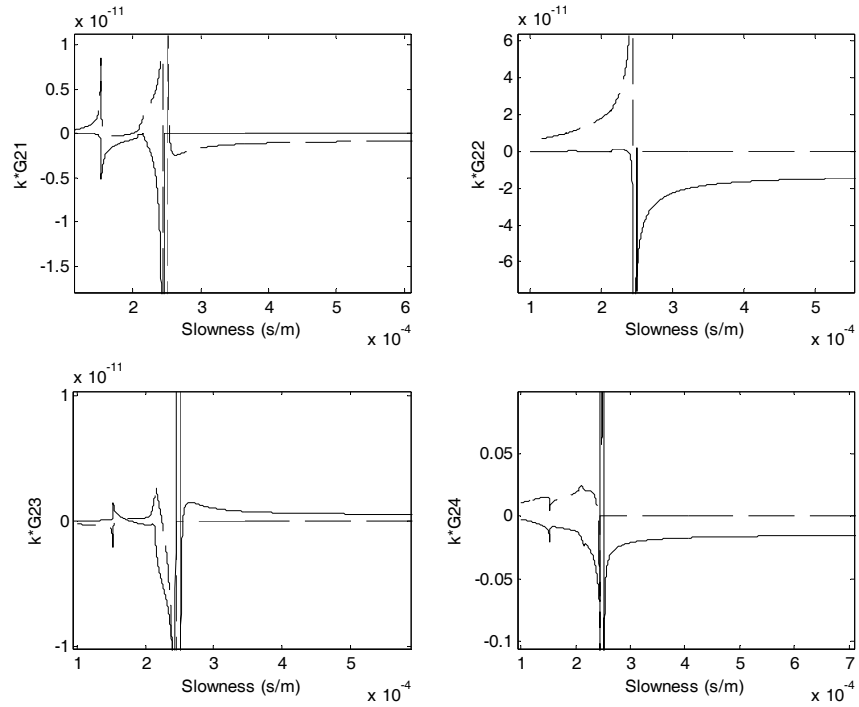 x 10^-11
1
0.5
0
-0.5
-1
-1.5
k*G21
2 3 4 5 6
Slowness (s/m)
x 10^-4
x 10^-11
6
4
2
0
-2
-4
-6
k*G22
1 2 3 4 5
Slowness (s/m)
x 10^-4
x 10^-11
1
0
-1
k*G23
1 2 3 4 5
Slowness (s/m)
x 10^-4
0.05
0
-0.05
-0.1
k*G24
1 2 3 4 5 6 7
Slowness (s/m)
x 10^-4